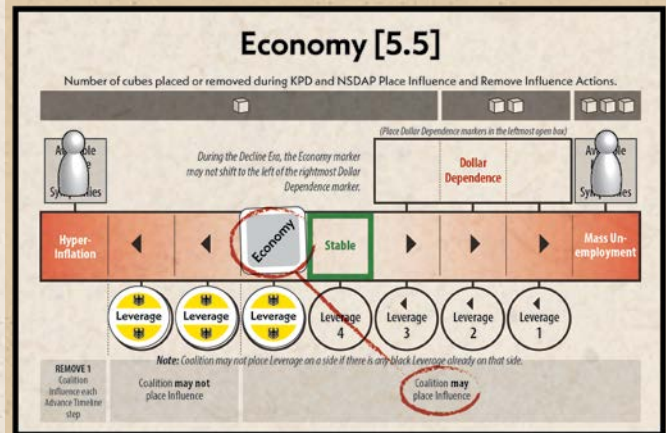 Economy [5.5]
Number of cubes placed or removed during KPD and NSDAP Place Influence and Remove Influence Actions.
(Place Dollar Dependence markers in the leftmost open box)
During the Decline Era, the Economy marker
may not shift to the left of the rightmost Dollar
Dependence marker.
Dollar
Dependence
Hyper-
Inflation
Economy
Stable
Mass Un-
employment
Leverage
Leverage
Leverage
Leverage
4
Leverage
3
Leverage
2
Leverage
1
Note: Coalition may not place Leverage on a side if there is any black Leverage already on that side.
REMOVE 1
Coalition
Influence each
Advance Timeline
step
Coalition may not
place Influence
Coalition may
place Influence